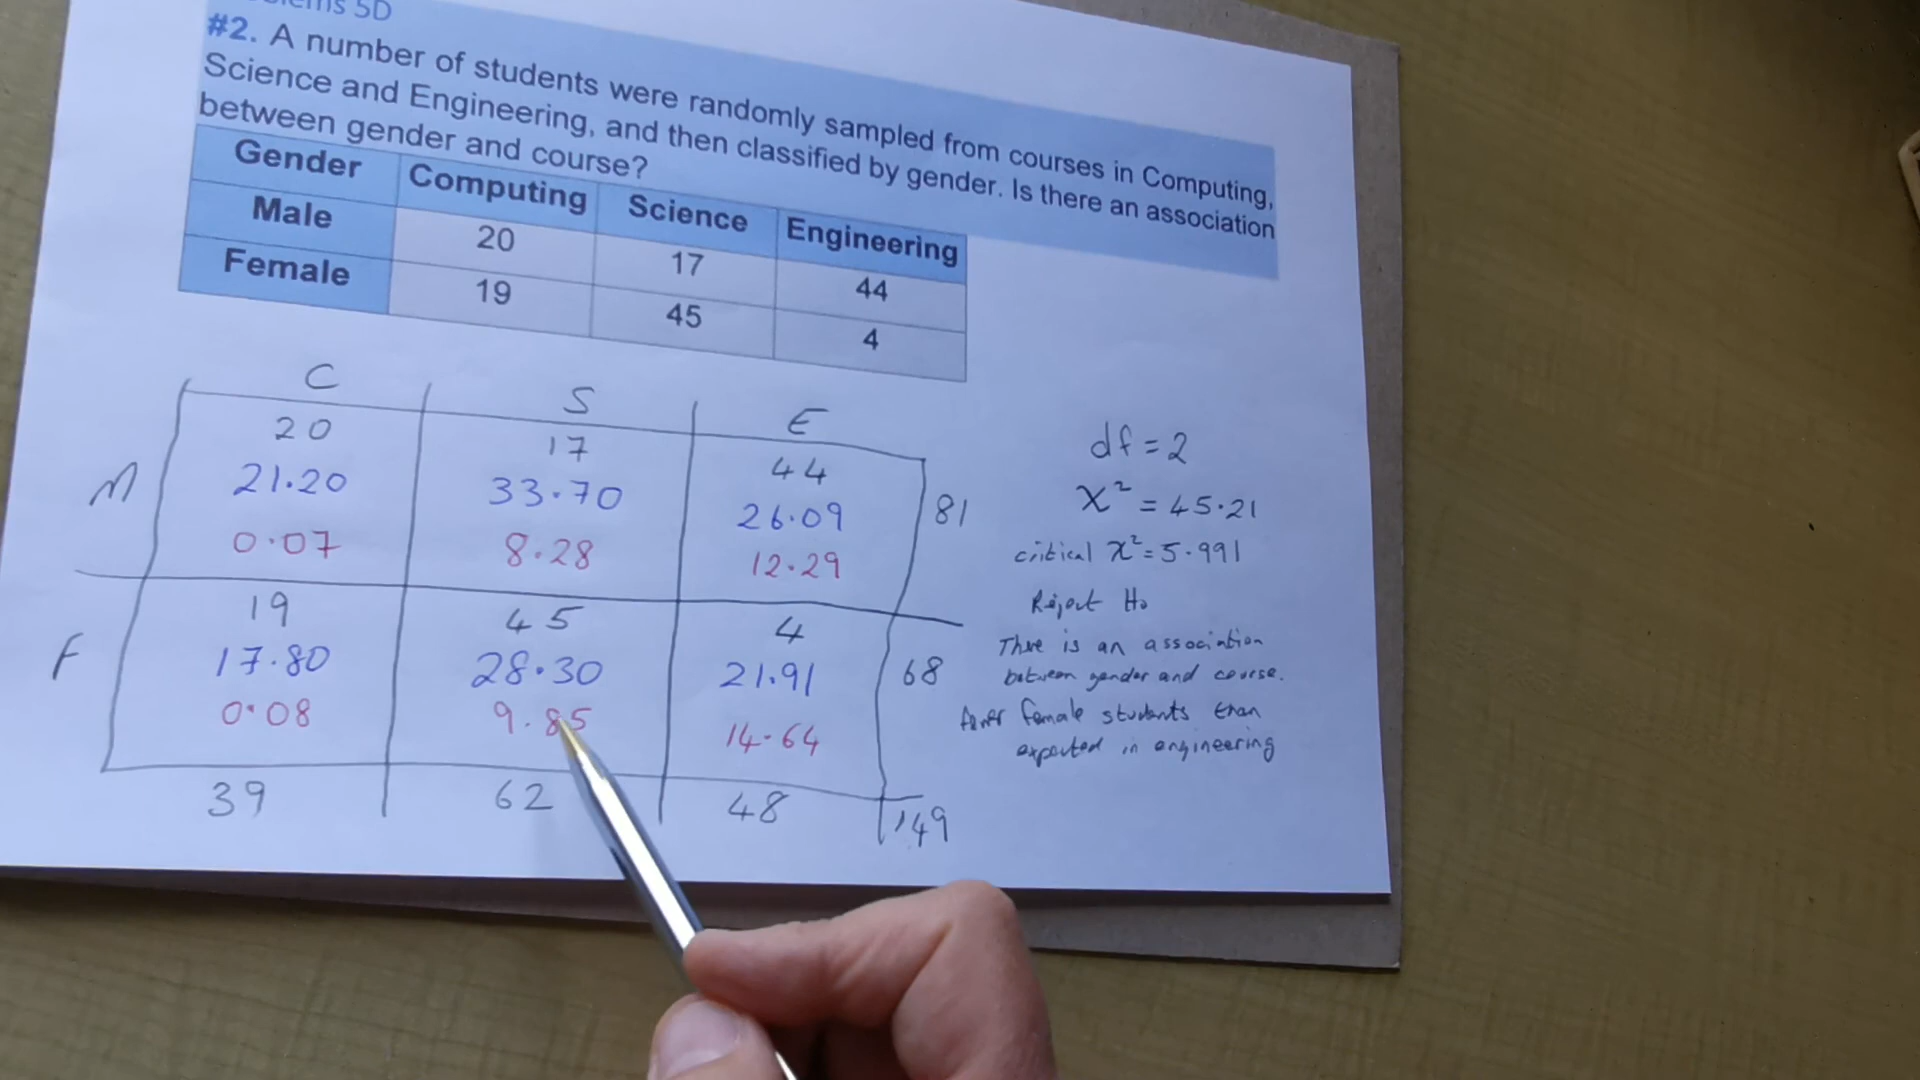 5D
#2. A number of students were randomly sampled from courses in Computing,
Science and Engineering, and then classified by gender. Is there an association
between gender and course?
Gender Computing Science Engineering
Male 20 17 44
Female 19 45 4
C S E
M 20 17 44
21.20 33.70 26.09 81
0.07 8.28 12.29
F 19 45 4
17.80 28.30 21.91 68
0.08 9.85 14.64
39 62 48 149
df = 2
χ² = 45.21
critical χ² = 5.991
Reject H₀
There is an association
between gender and course.
fewer female students than
expected in engineering